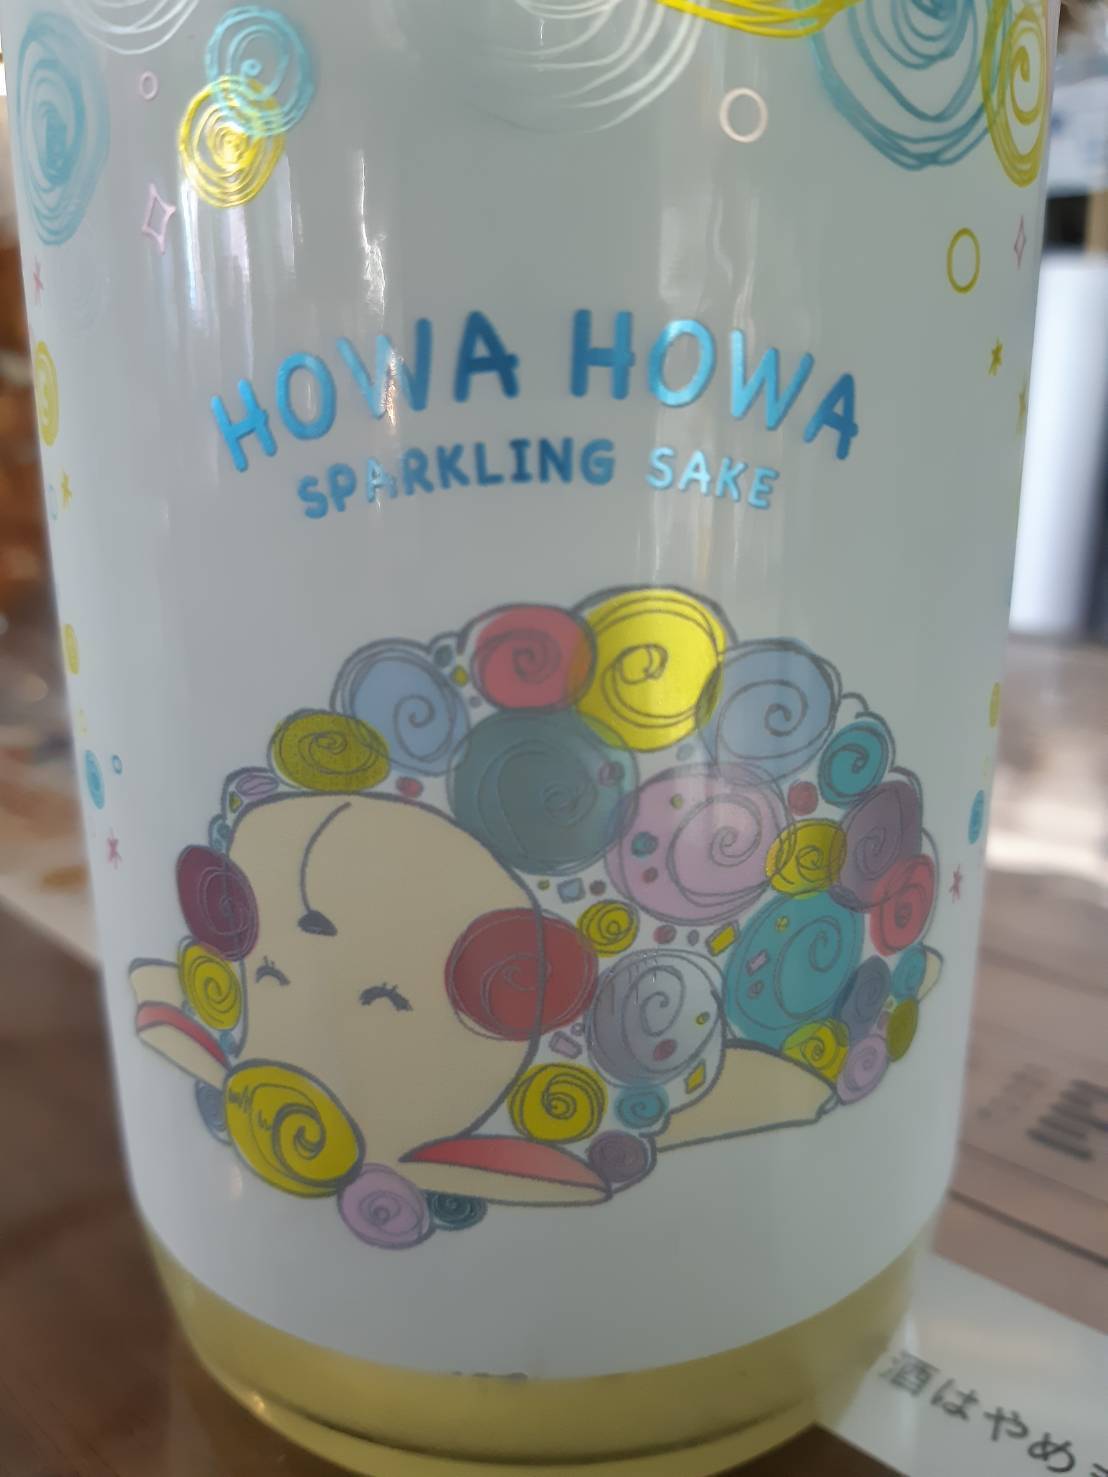 HOWA HOWA
SPARKLING SAKE
酒はやめ